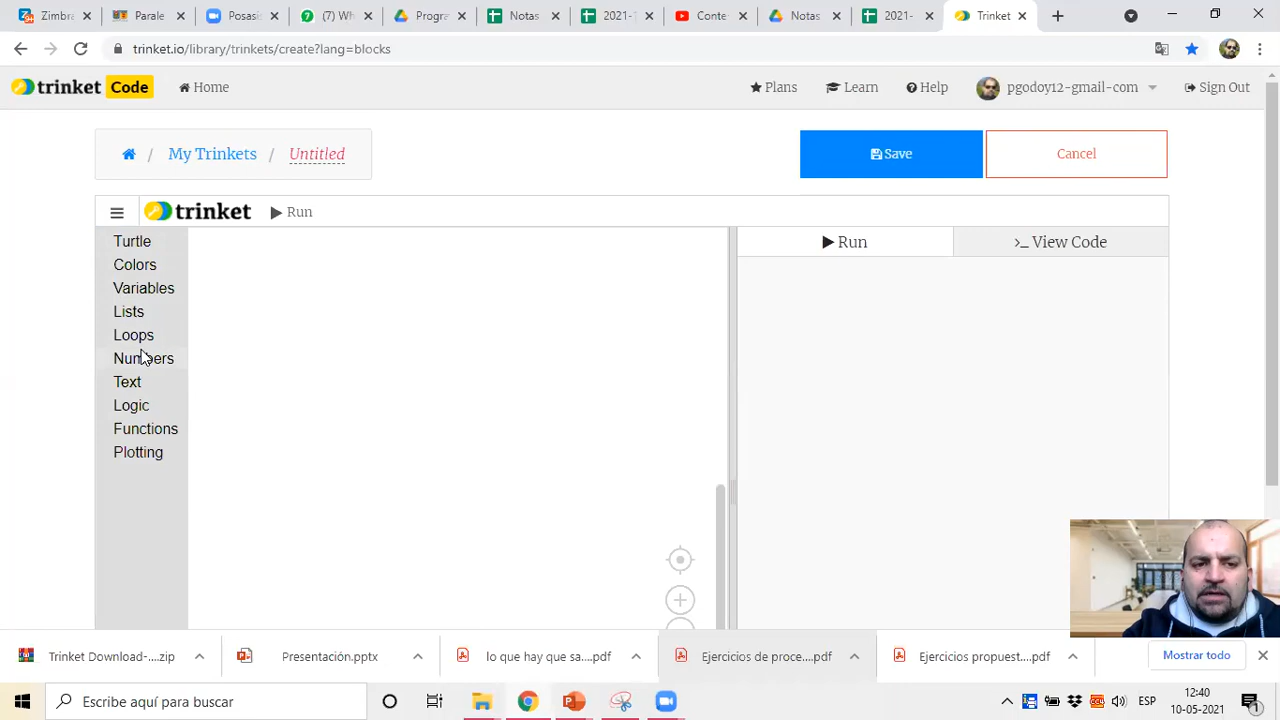 Zimbra
Parale
Posas
(7) Wh
Progra
Notas
2021-1
Conte
Notas
2021-
Trinket
trinket.io/library/trinkets/create?lang=blocks
trinket Code Home Plans Learn Help pgodoy12-gmail-com Sign Out
/ My Trinkets / Untitled Save Cancel
trinket Run
Turtle
Colors
Variables
Lists
Loops
Numbers
Text
Logic
Functions
Plotting
Run >_ View Code
Trinket Download-....zip
Presentación.pptx
lo que hay que sa....pdf
Ejercicios de proce....pdf
Ejercicios propuest....pdf
Mostrar todo
Escribe aquí para buscar
ESP
12:40
10-05-2021